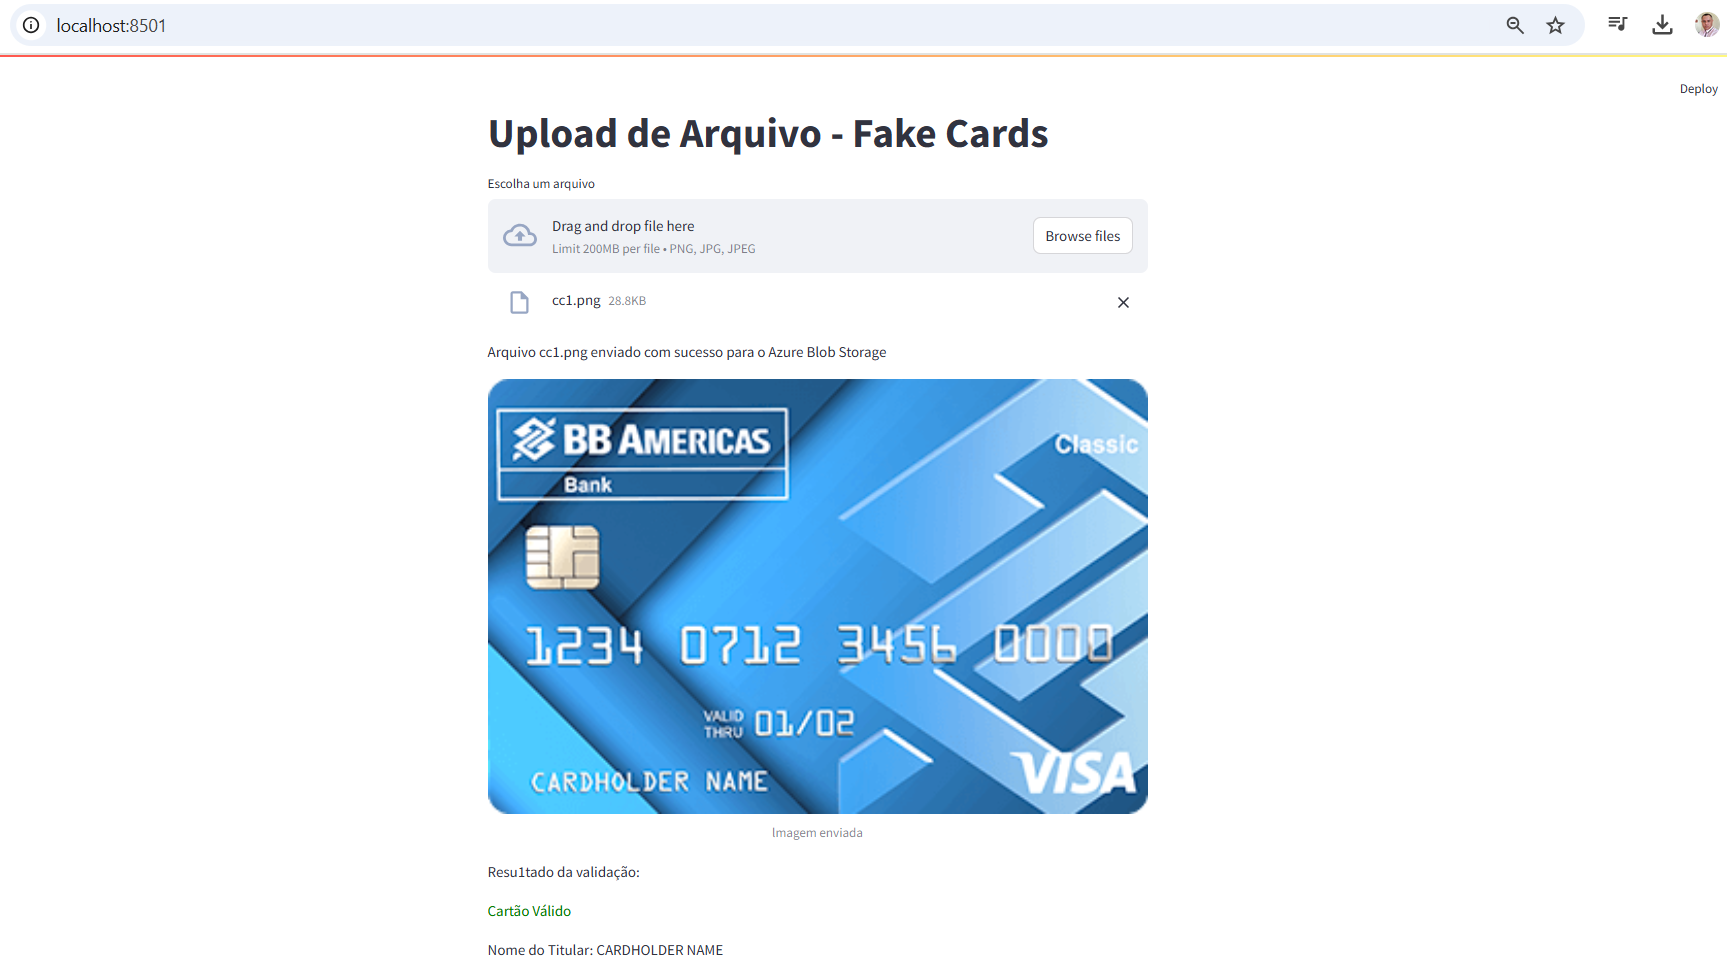 localhost:8501
Deploy
Upload de Arquivo - Fake Cards
Escolha um arquivo
Drag and drop file here
Limit 200MB per file • PNG, JPG, JPEG
Browse files
cc1.png 28.8KB
Arquivo cc1.png enviado com sucesso para o Azure Blob Storage
BB AMERICAS
Bank
Classic
1234 0712 3456 0000
VALID THRU 01/02
CARDHOLDER NAME
VISA
Imagem enviada
Resu1tado da validação:
Cartão Válido
Nome do Titular: CARDHOLDER NAME